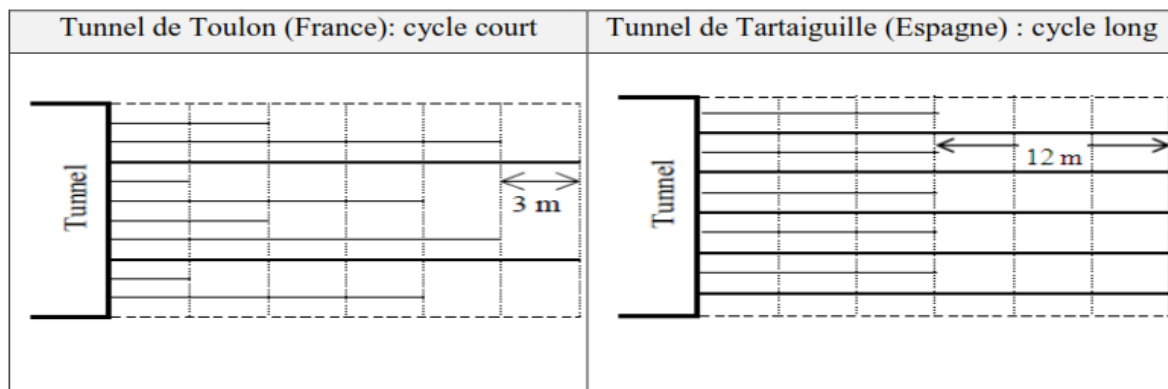 Tunnel de Toulon (France): cycle court
Tunnel de Tartaiguille (Espagne) : cycle long
Tunnel
3 m
Tunnel
12 m